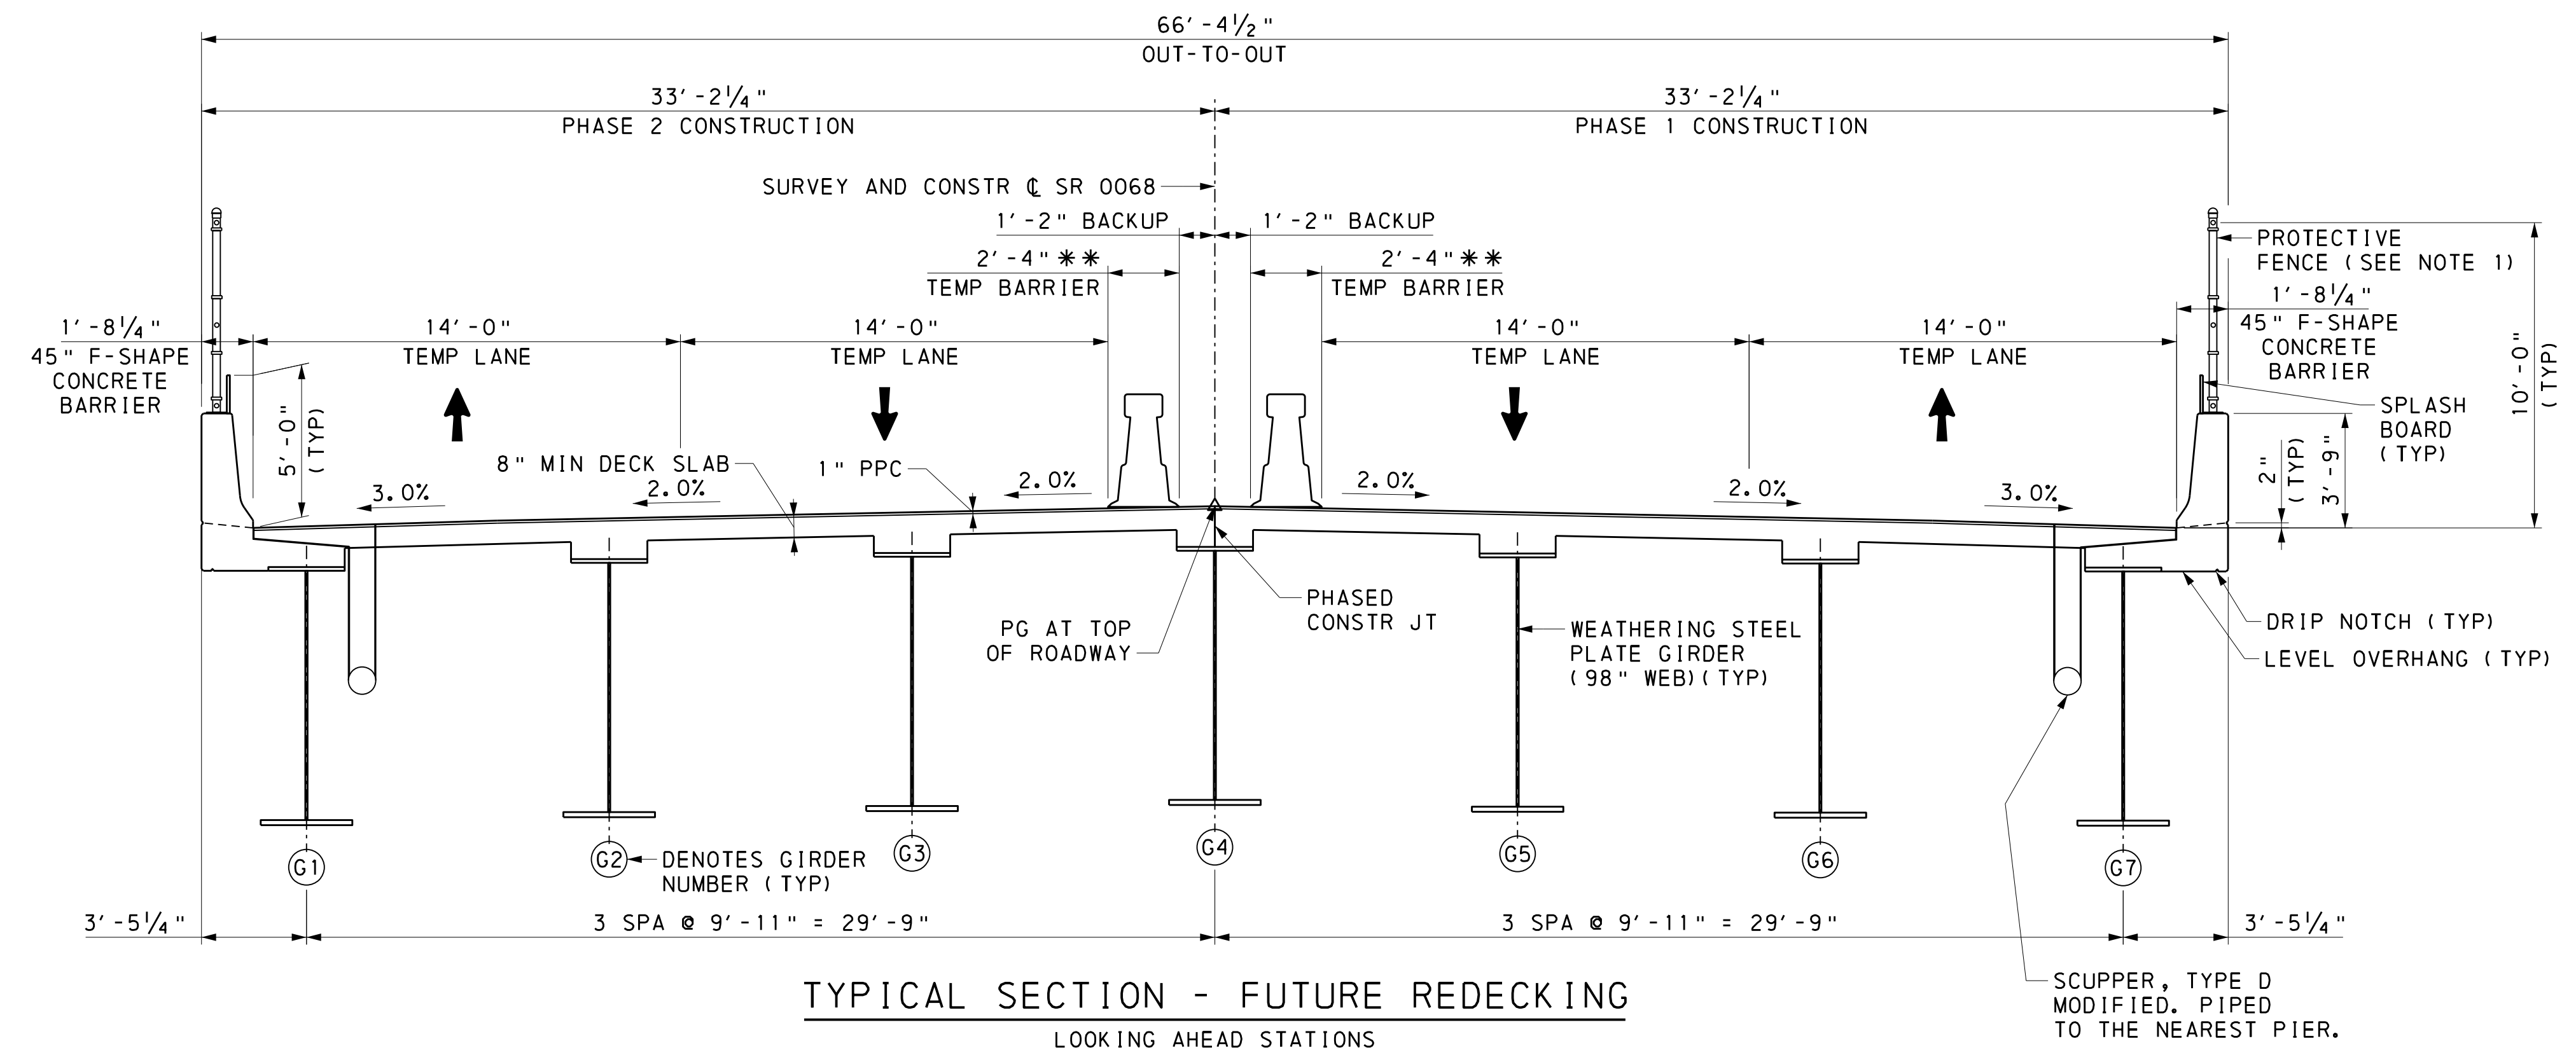 66'-4½"
OUT-TO-OUT
33'-2¼"
PHASE 2 CONSTRUCTION
33'-2¼"
PHASE 1 CONSTRUCTION
SURVEY AND CONSTR ℄ SR 0068
1'-2" BACKUP
1'-2" BACKUP
2'-4"**
TEMP BARRIER
2'-4"**
TEMP BARRIER
PROTECTIVE
FENCE (SEE NOTE 1)
1'-8¼"
45" F-SHAPE
CONCRETE
BARRIER
14'-0"
TEMP LANE
14'-0"
TEMP LANE
14'-0"
TEMP LANE
14'-0"
TEMP LANE
1'-8¼"
45" F-SHAPE
CONCRETE
BARRIER
10'-0"
(TYP)
5'-0"
(TYP)
SPLASH
BOARD
(TYP)
2"
(TYP)
3'-9"
8" MIN DECK SLAB
1" PPC
3.0%
2.0%
2.0%
2.0%
2.0%
3.0%
PG AT TOP
OF ROADWAY
PHASED
CONSTR JT
WEATHERING STEEL
PLATE GIRDER
(98" WEB)(TYP)
DRIP NOTCH (TYP)
LEVEL OVERHANG (TYP)
G1
G2
DENOTES GIRDER
NUMBER (TYP)
G3
G4
G5
G6
G7
3'-5¼"
3 SPA @ 9'-11" = 29'-9"
3 SPA @ 9'-11" = 29'-9"
3'-5¼"
SCUPPER, TYPE D
MODIFIED. PIPED
TO THE NEAREST PIER.
TYPICAL SECTION - FUTURE REDECKING
LOOKING AHEAD STATIONS